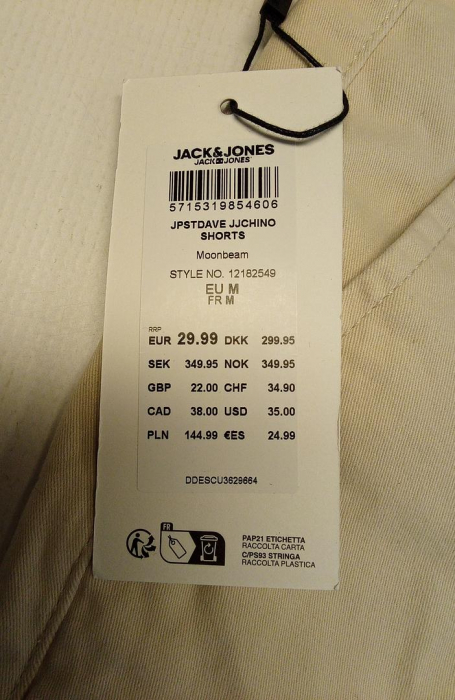 JACK&JONES
JACK JONES
5715319854606
JPSTDAVE JJCHINO
SHORTS
Moonbeam
STYLE NO. 12182549
EU M
FR M
RRP
EUR 29.99 DKK 299.95
SEK 349.95 NOK 349.95
GBP 22.00 CHF 34.90
CAD 38.00 USD 35.00
PLN 144.99 €ES 24.99
DDESCU3629664
FR
PAP21 ETICHETTA
RACCOLTA CARTA
C/PS93 STRINGA
RACCOLTA PLASTICA